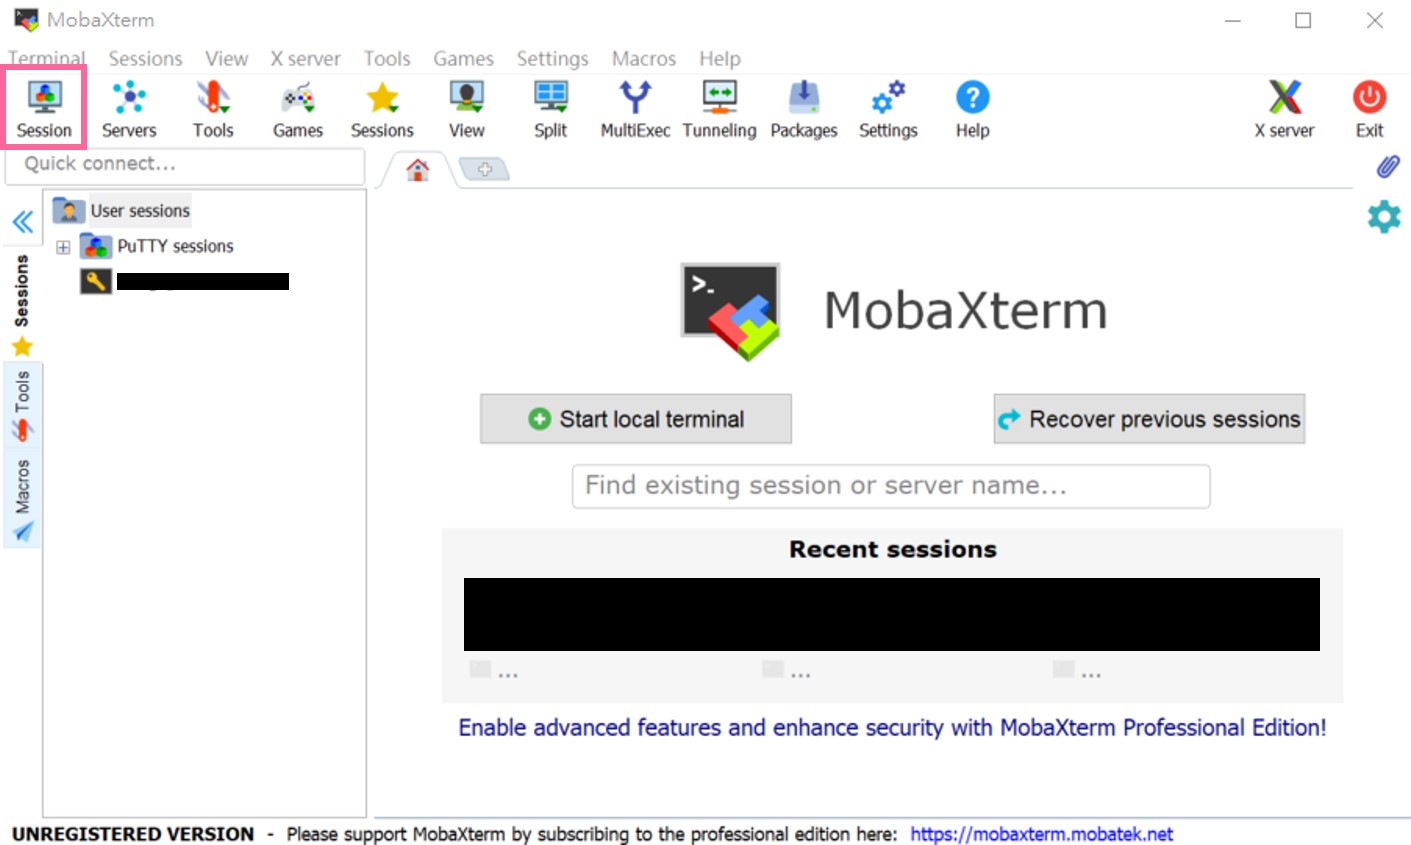 MobaXterm
Terminal Sessions View X server Tools Games Settings Macros Help
Session Servers Tools Games Sessions View Split MultiExec Tunneling Packages Settings Help X server Exit
Quick connect...
User sessions
PuTTY sessions
Sessions
Tools
Macros
>_
MobaXterm
Start local terminal
Recover previous sessions
Find existing session or server name...
Recent sessions
... ... ...
Enable advanced features and enhance security with MobaXterm Professional Edition!
UNREGISTERED VERSION - Please support MobaXterm by subscribing to the professional edition here: https://mobaxterm.mobatek.net